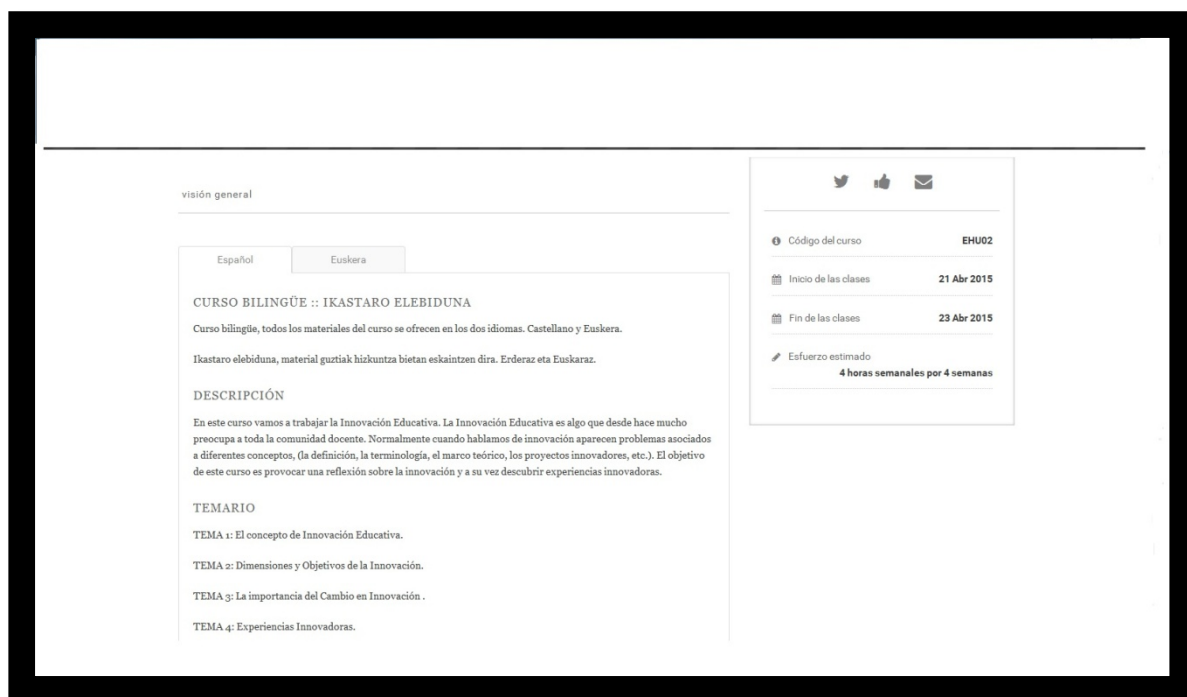 visión general
Español
Euskera
CURSO BILINGÜE :: IKASTARO ELEBIDUNA
Curso bilingüe, todos los materiales del curso se ofrecen en los dos idiomas. Castellano y Euskera.
Ikastaro elebiduna, material guztiak hizkuntza bietan eskaintzen dira. Erderaz eta Euskaraz.
DESCRIPCIÓN
En este curso vamos a trabajar la Innovación Educativa. La Innovación Educativa es algo que desde hace mucho
preocupa a toda la comunidad docente. Normalmente cuando hablamos de innovación aparecen problemas asociados
a diferentes conceptos, (la definición, la terminología, el marco teórico, los proyectos innovadores, etc.). El objetivo
de este curso es provocar una reflexión sobre la innovación y a su vez descubrir experiencias innovadoras.
TEMARIO
TEMA 1: El concepto de Innovación Educativa.
TEMA 2: Dimensiones y Objetivos de la Innovación.
TEMA 3: La importancia del Cambio en Innovación .
TEMA 4: Experiencias Innovadoras.
Código del curso EHU02
Inicio de las clases 21 Abr 2015
Fin de las clases 23 Abr 2015
Esfuerzo estimado
4 horas semanales por 4 semanas